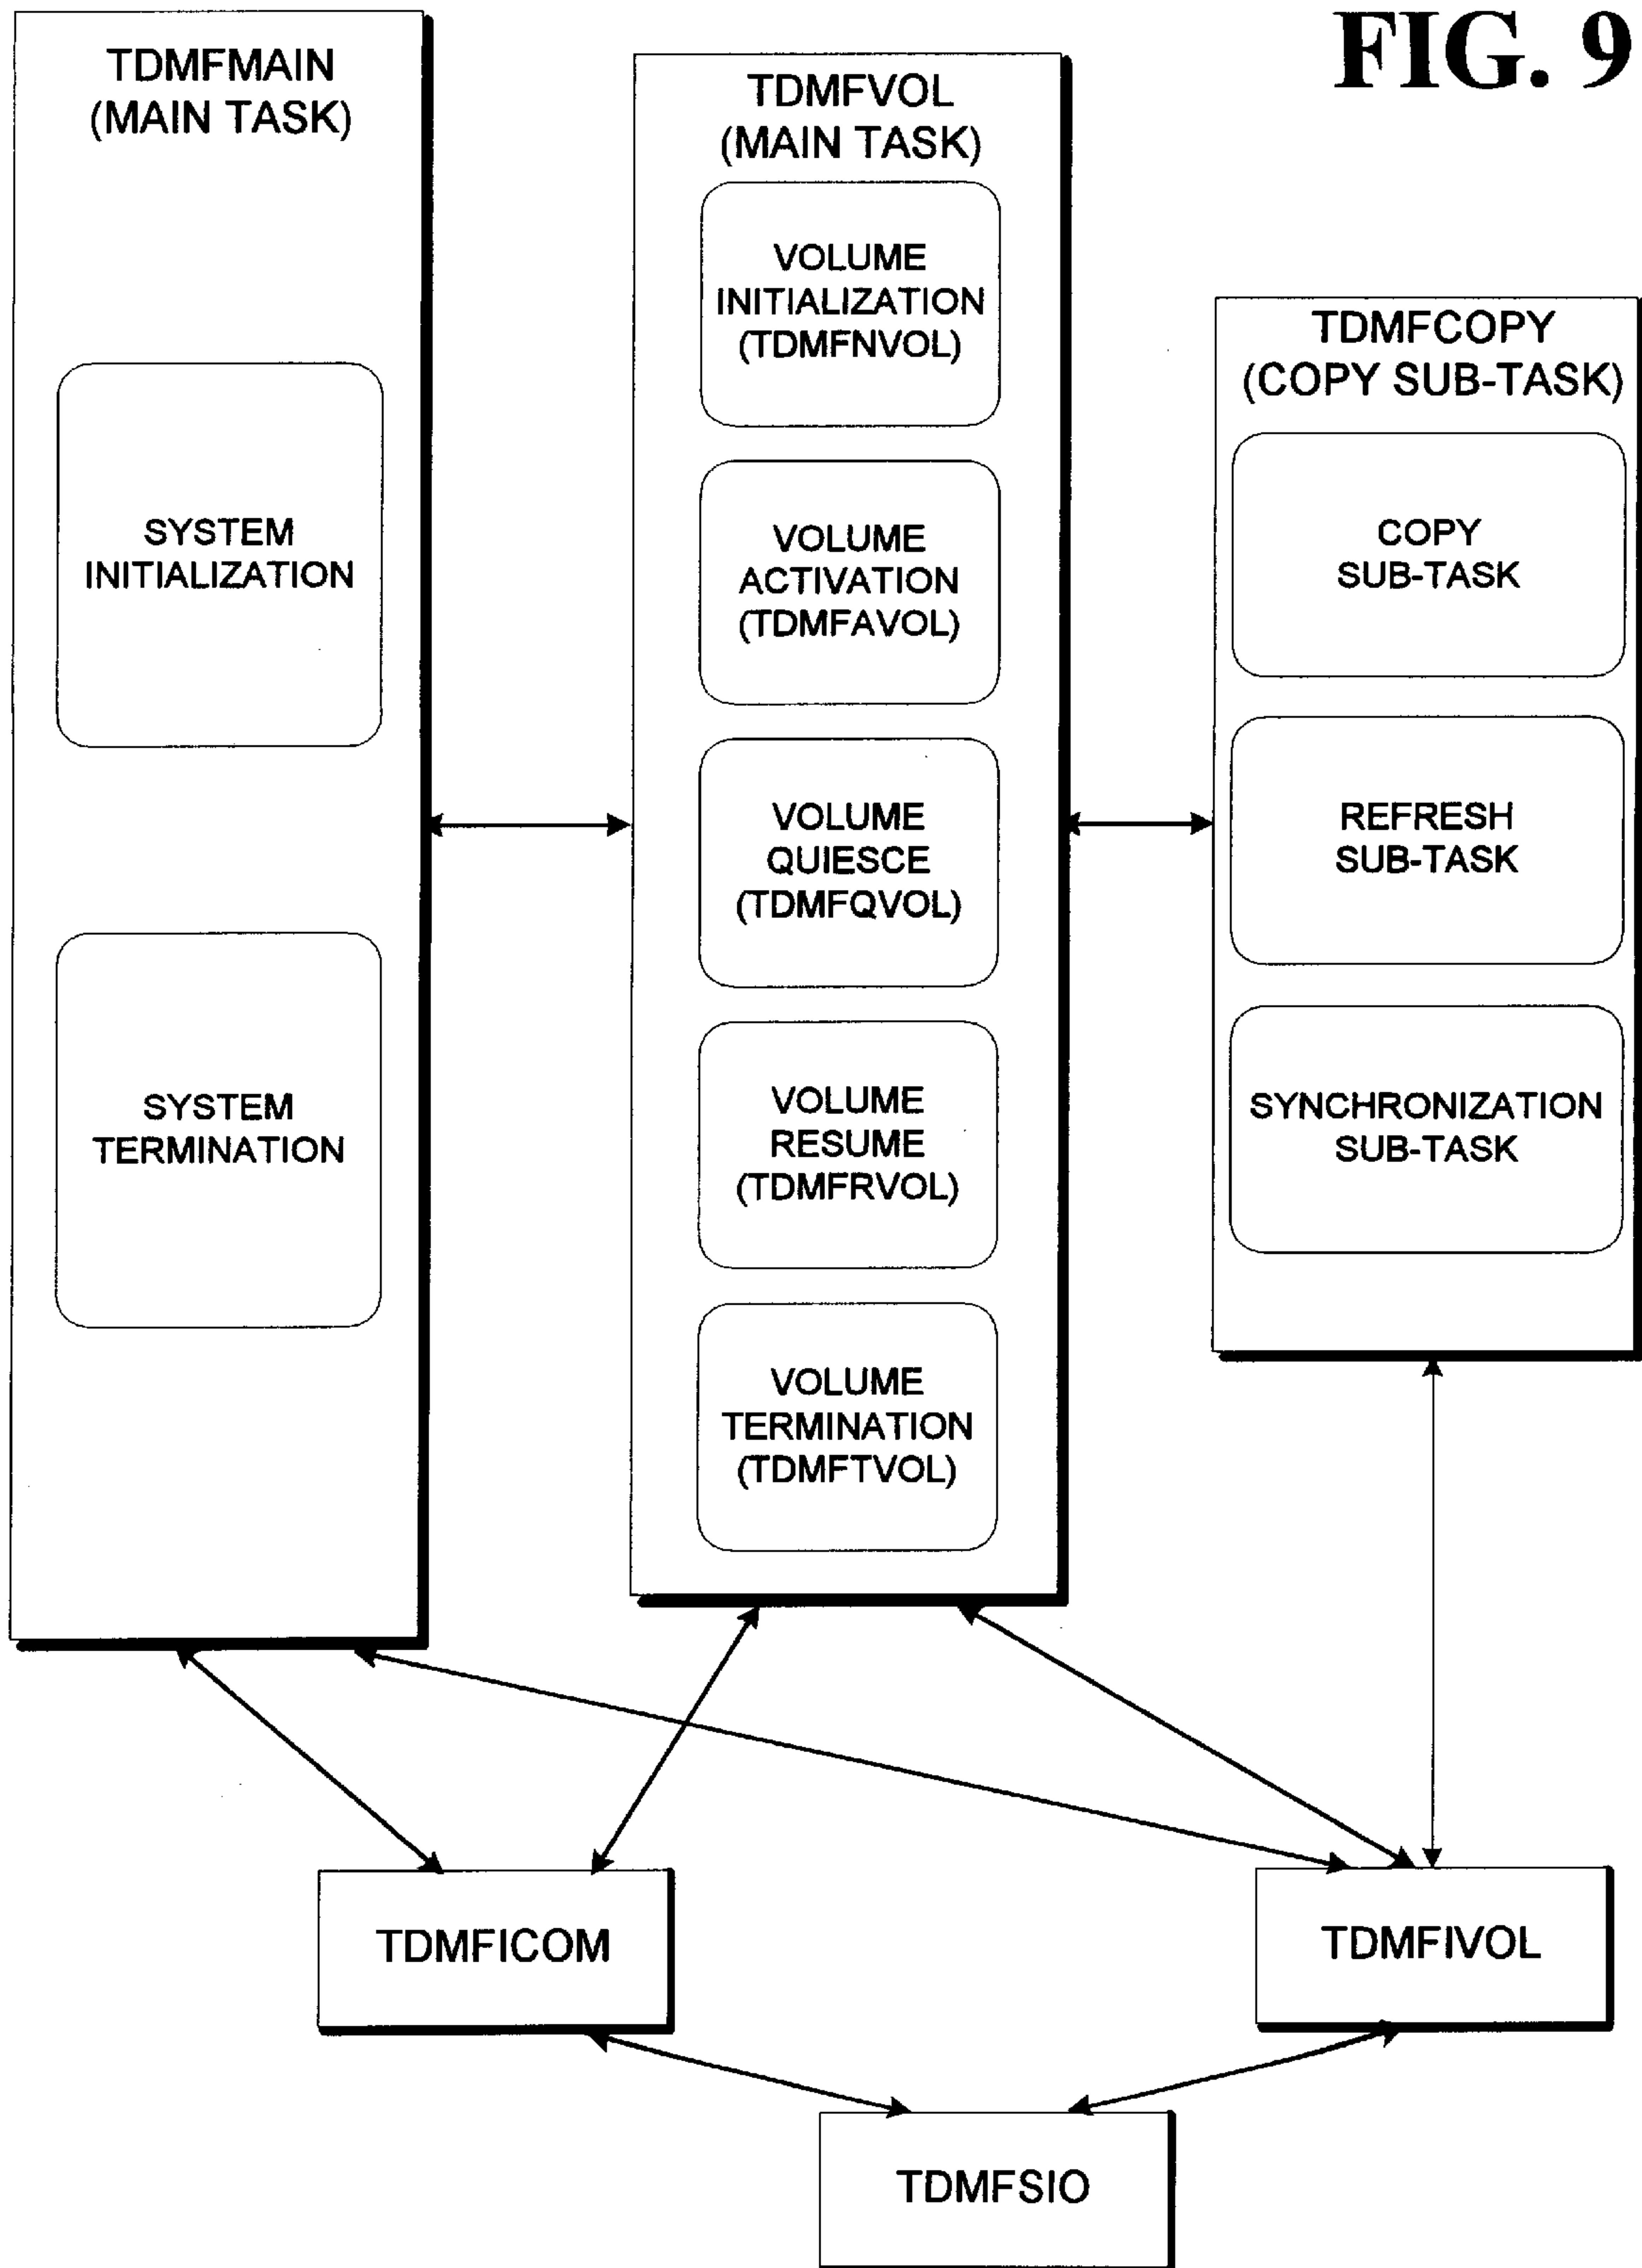 FIG. 9
TDMFMAIN
(MAIN TASK)
SYSTEM
INITIALIZATION
SYSTEM
TERMINATION
TDMFVOL
(MAIN TASK)
VOLUME
INITIALIZATION
(TDMFNVOL)
VOLUME
ACTIVATION
(TDMFAVOL)
VOLUME
QUIESCE
(TDMFQVOL)
VOLUME
RESUME
(TDMFRVOL)
VOLUME
TERMINATION
(TDMFTVOL)
TDMFCOPY
(COPY SUB-TASK)
COPY
SUB-TASK
REFRESH
SUB-TASK
SYNCHRONIZATION
SUB-TASK
TDMFICOM
TDMFIVOL
TDMFSIO